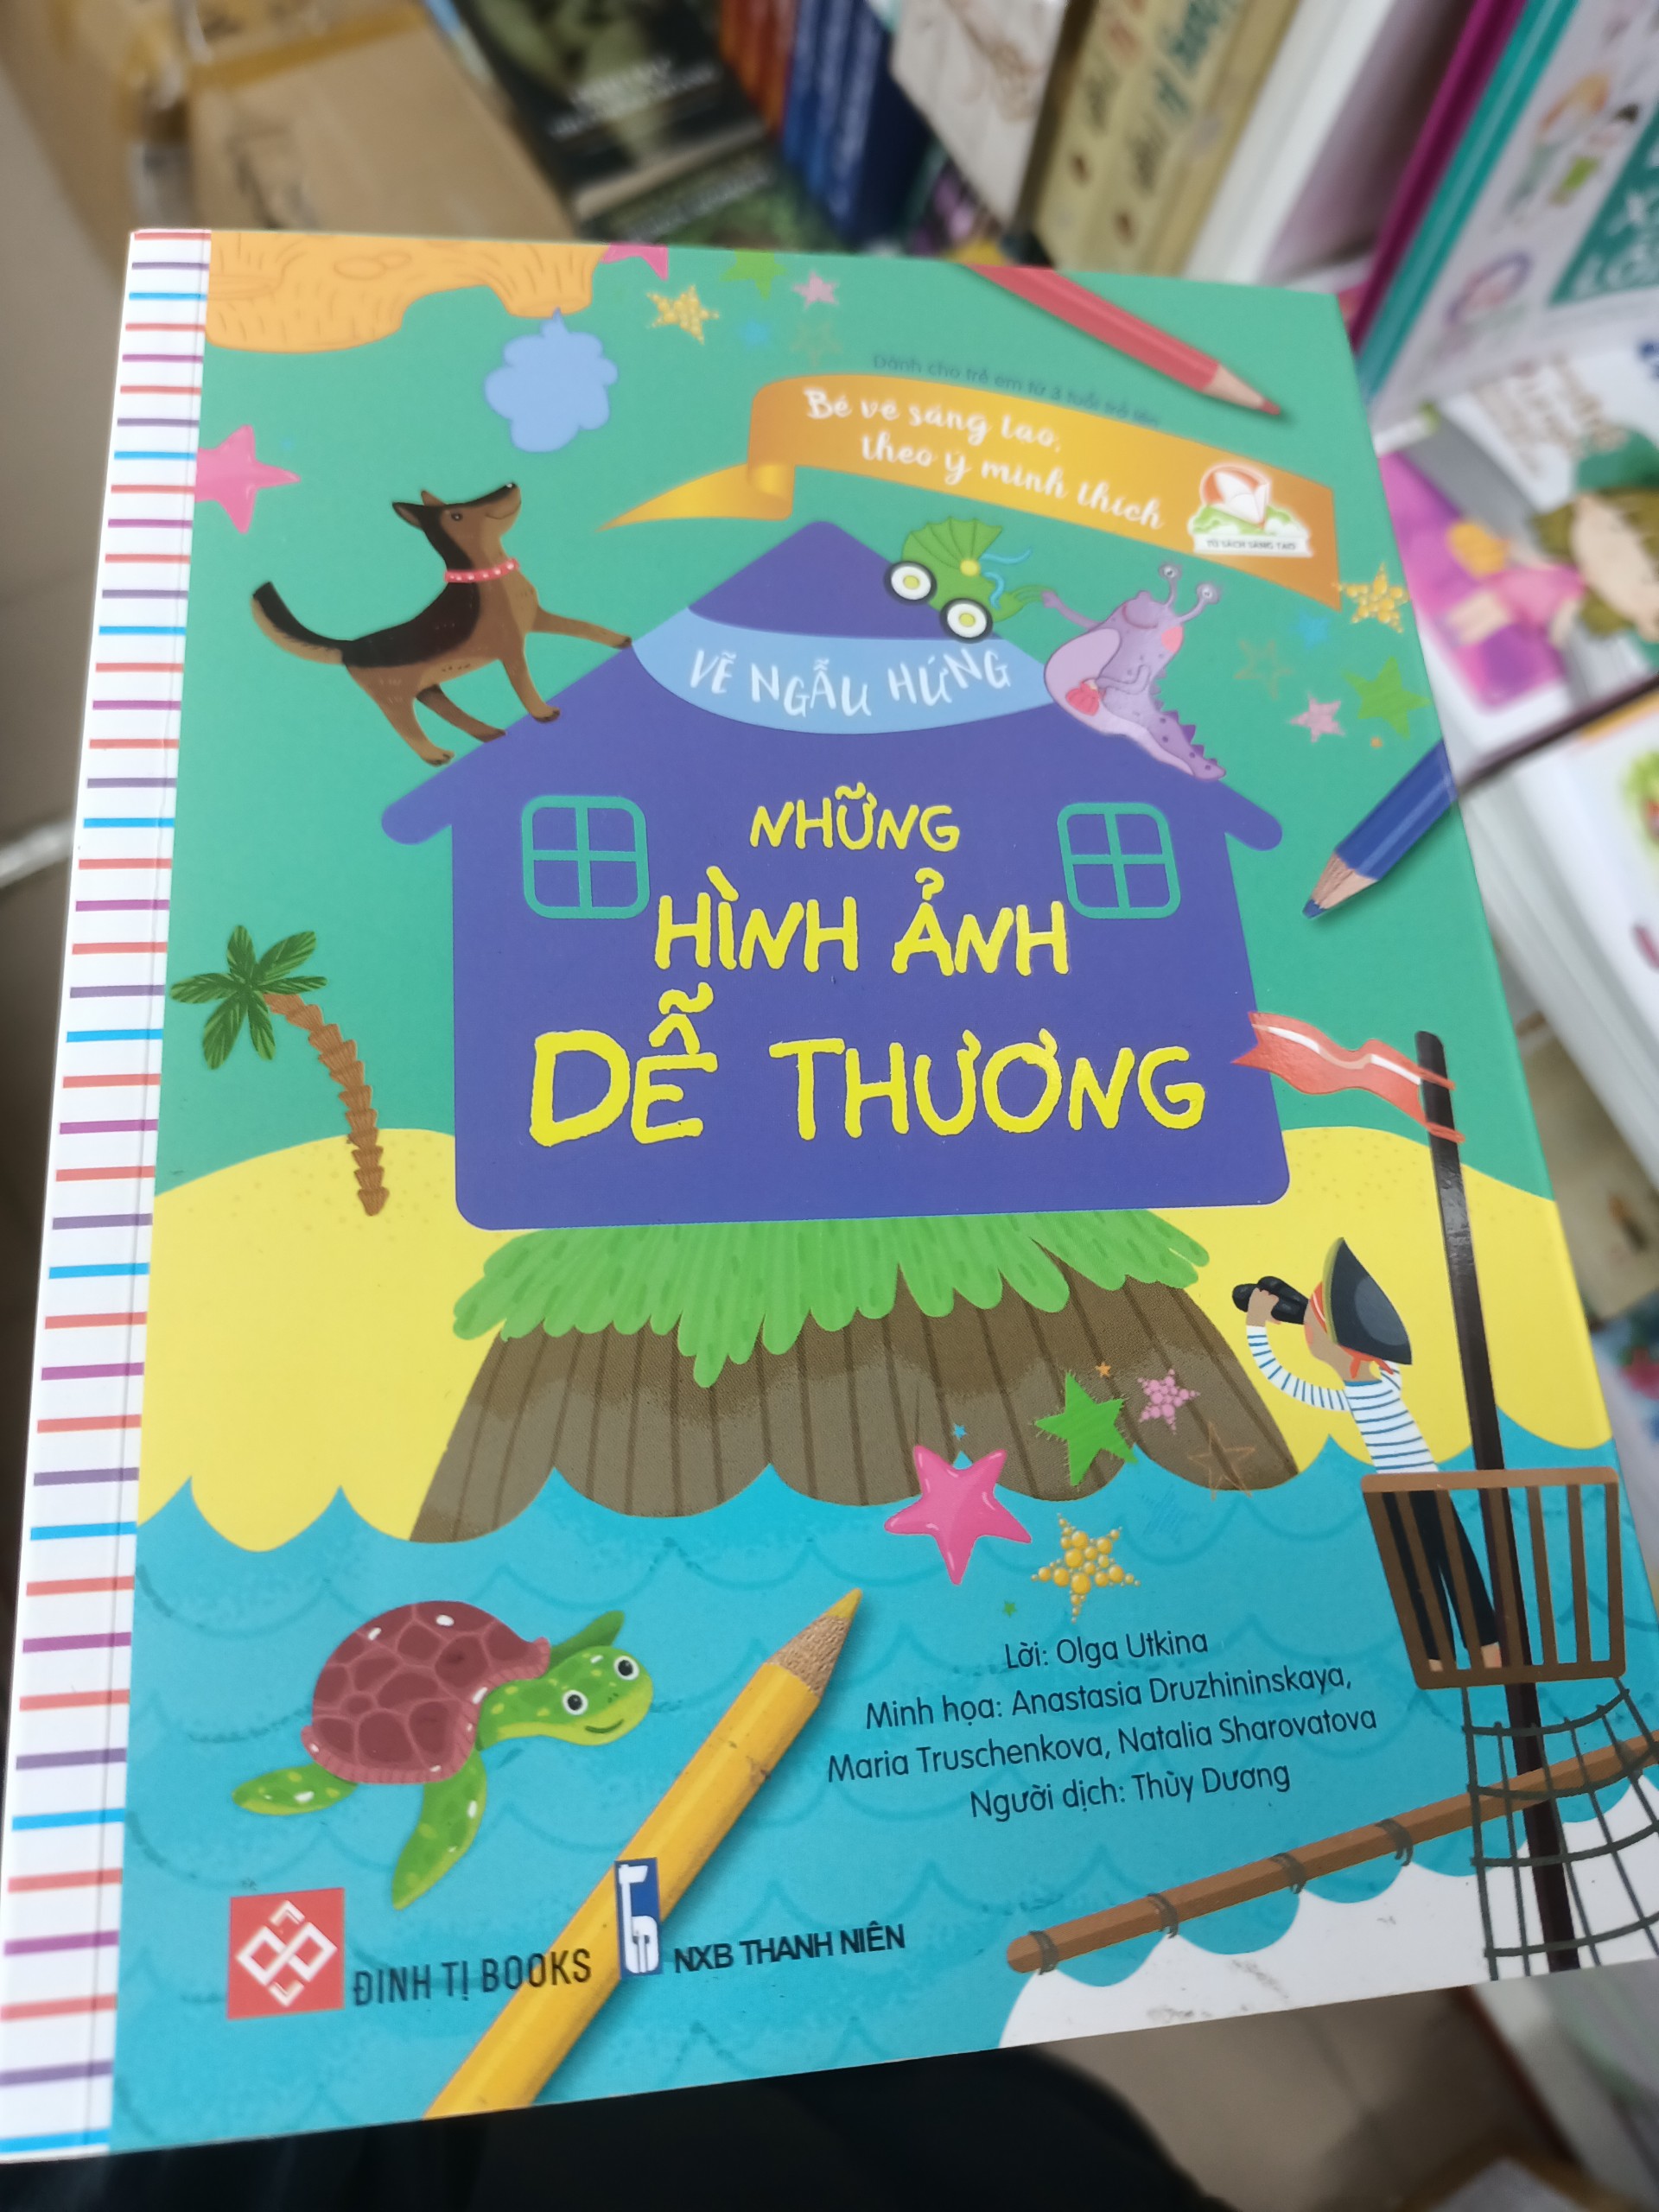 Dành cho trẻ em từ 3 tuổi trở lên
Bé vẽ sáng tạo,
theo ý mình thích
TỦ SÁCH SÁNG TẠO
VẼ NGẪU HỨNG
NHỮNG
HÌNH ẢNH
DỄ THƯƠNG
Lời: Olga Utkina
Minh họa: Anastasia Druzhininskaya,
Maria Truschenkova, Natalia Sharovatova
Người dịch: Thùy Dương
ĐINH TỊ BOOKS
NXB THANH NIÊN